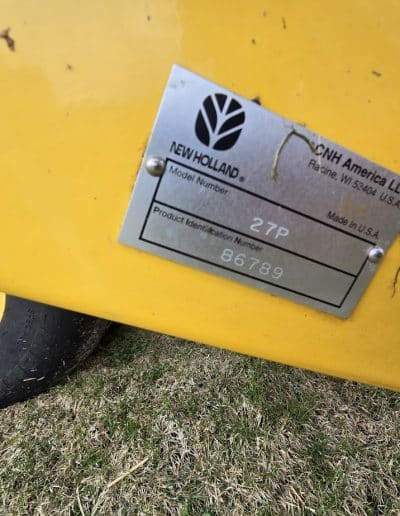 NEW HOLLAND®
CNH America LL
Racine, WI 53404 U.S.A.
Made in U.S.A.
Model Number
27P
Product Identification Number
86789